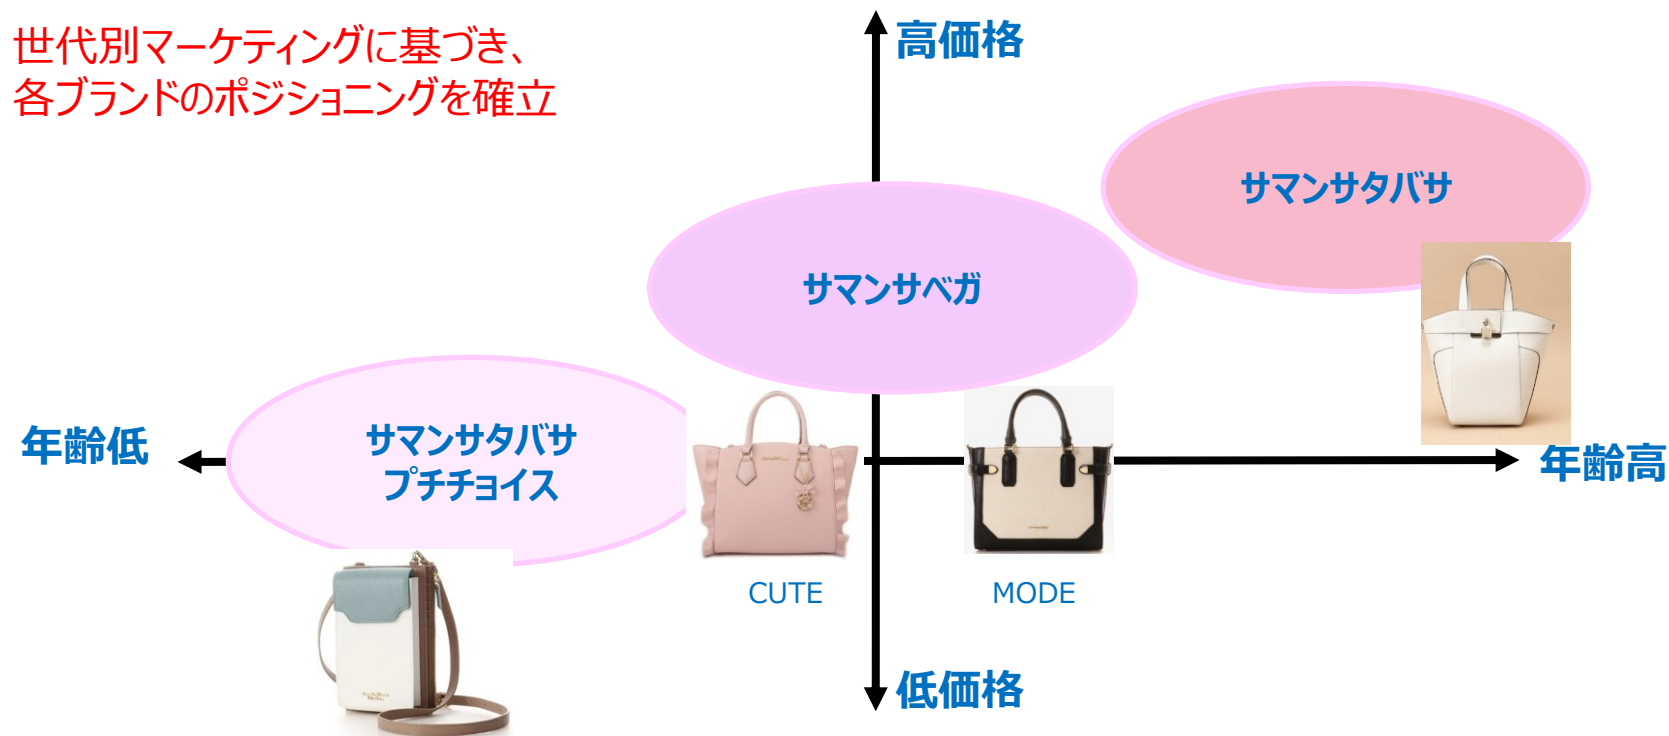 世代別マーケティングに基づき、
各ブランドのポジショニングを確立
高価格
サマンサタバサ
サマンサベガ
年齢低
サマンサタバサ
プチチョイス
年齢高
CUTE
MODE
低価格